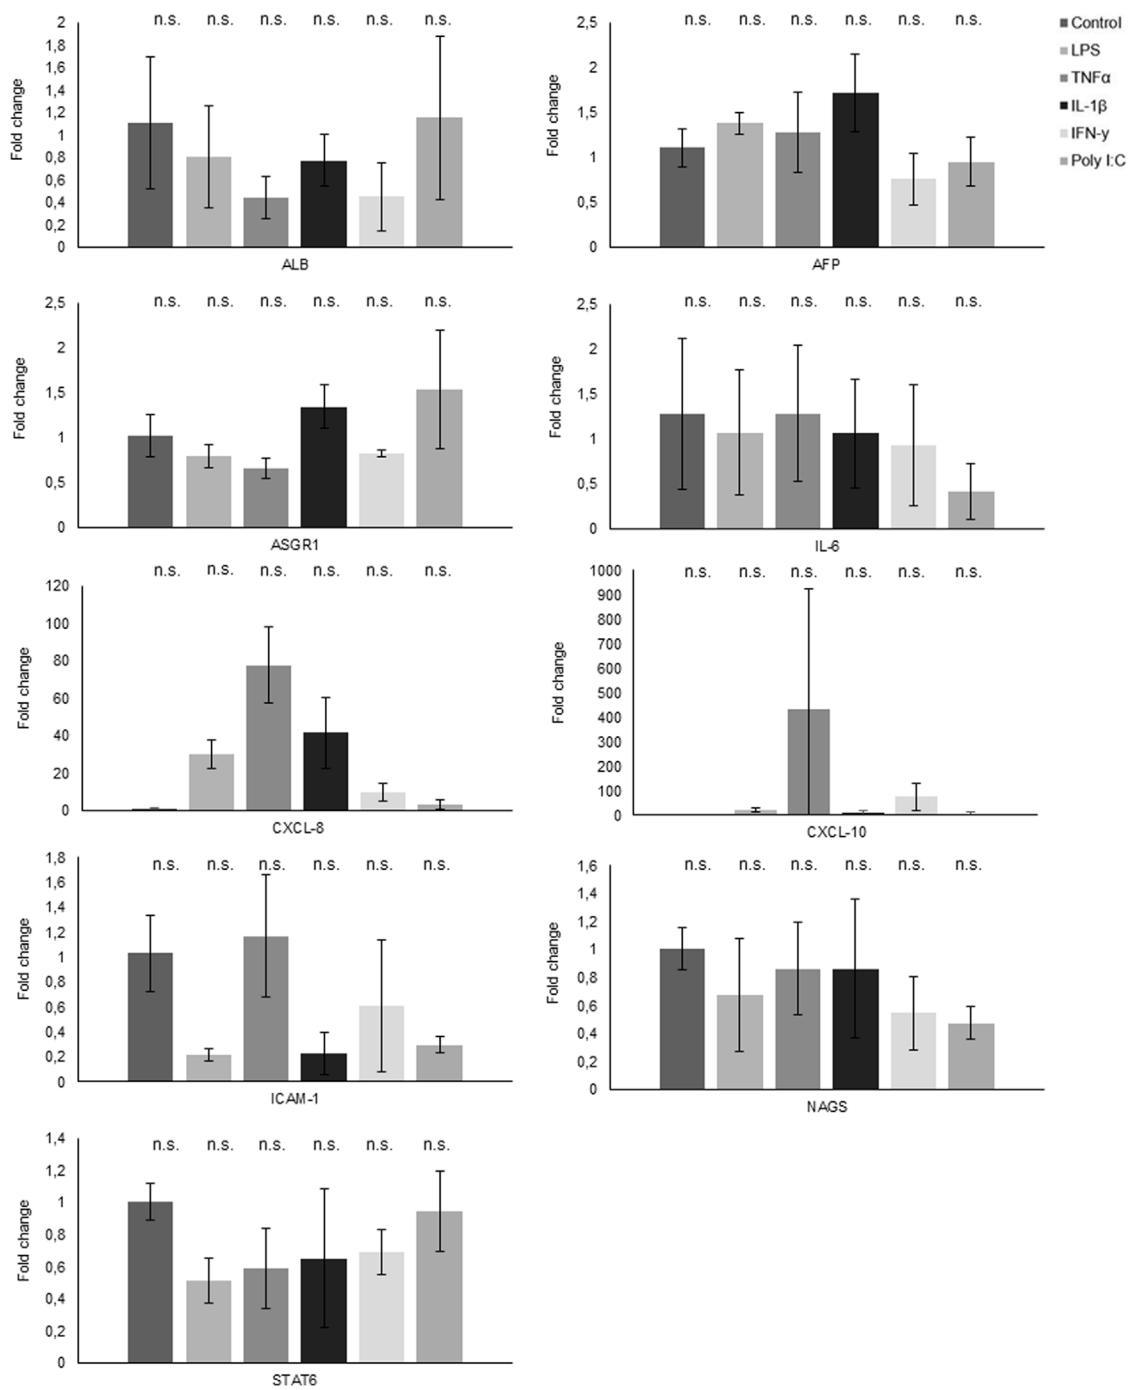 n.s. n.s. n.s. n.s. n.s. n.s.
2
1,8
1,6
1,4
1,2
1
0,8
0,6
0,4
0,2
0
Fold change
ALB
n.s. n.s. n.s. n.s. n.s. n.s.
2,5
2
1,5
1
0,5
0
Fold change
AFP
Control
LPS
TNFα
IL-1β
IFN-y
Poly I:C
n.s. n.s. n.s. n.s. n.s. n.s.
2,5
2
1,5
1
0,5
0
Fold change
ASGR1
n.s. n.s. n.s. n.s. n.s. n.s.
2,5
2
1,5
1
0,5
0
Fold change
IL-6
n.s. n.s. n.s. n.s. n.s. n.s.
120
100
80
60
40
20
0
Fold change
CXCL-8
n.s. n.s. n.s. n.s. n.s. n.s.
1000
900
800
700
600
500
400
300
200
100
0
Fold change
CXCL-10
n.s. n.s. n.s. n.s. n.s. n.s.
1,8
1,6
1,4
1,2
1
0,8
0,6
0,4
0,2
0
Fold change
ICAM-1
n.s. n.s. n.s. n.s. n.s. n.s.
1,6
1,4
1,2
1
0,8
0,6
0,4
0,2
0
Fold change
NAGS
n.s. n.s. n.s. n.s. n.s. n.s.
1,4
1,2
1
0,8
0,6
0,4
0,2
0
Fold change
STAT6